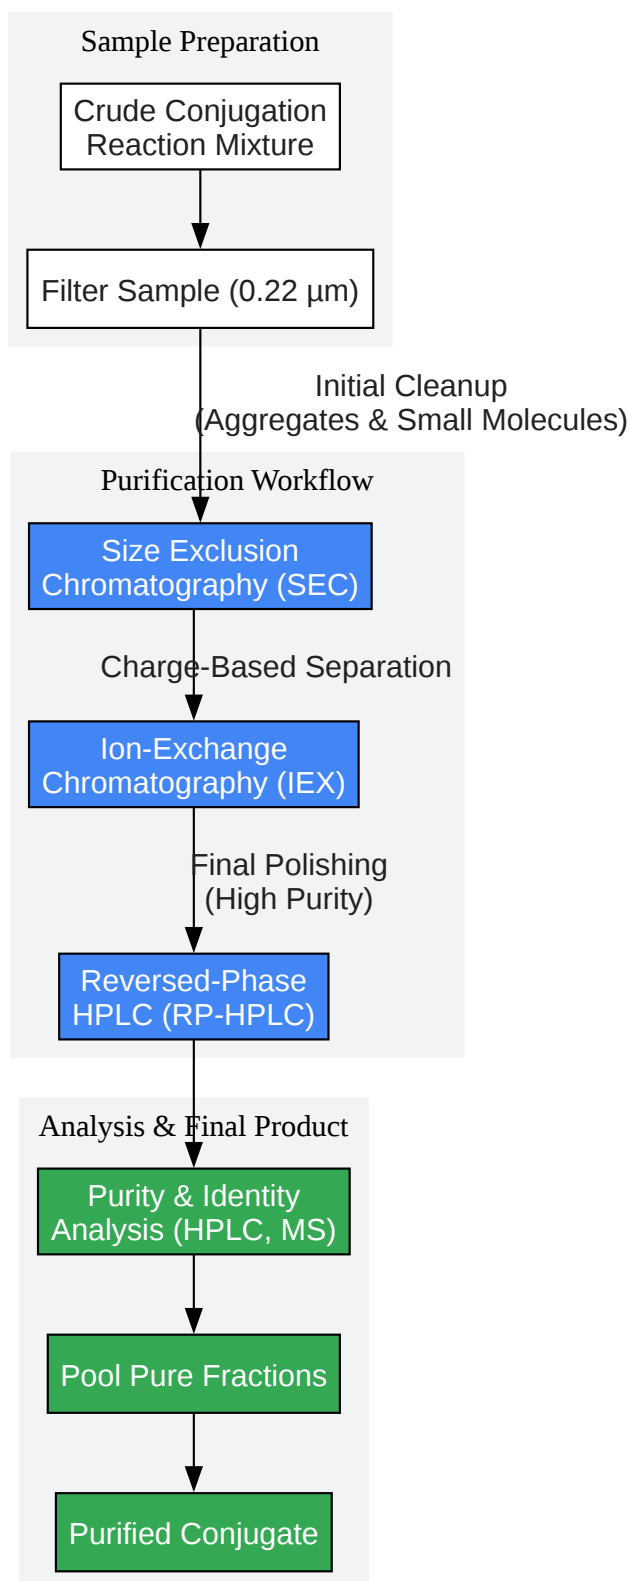 Sample Preparation
Crude Conjugation
Reaction Mixture
Filter Sample (0.22 µm)
Initial Cleanup
(Aggregates & Small Molecules)
Purification Workflow
Size Exclusion
Chromatography (SEC)
Charge-Based Separation
Ion-Exchange
Chromatography (IEX)
Final Polishing
(High Purity)
Reversed-Phase
HPLC (RP-HPLC)
Analysis & Final Product
Purity & Identity
Analysis (HPLC, MS)
Pool Pure Fractions
Purified Conjugate